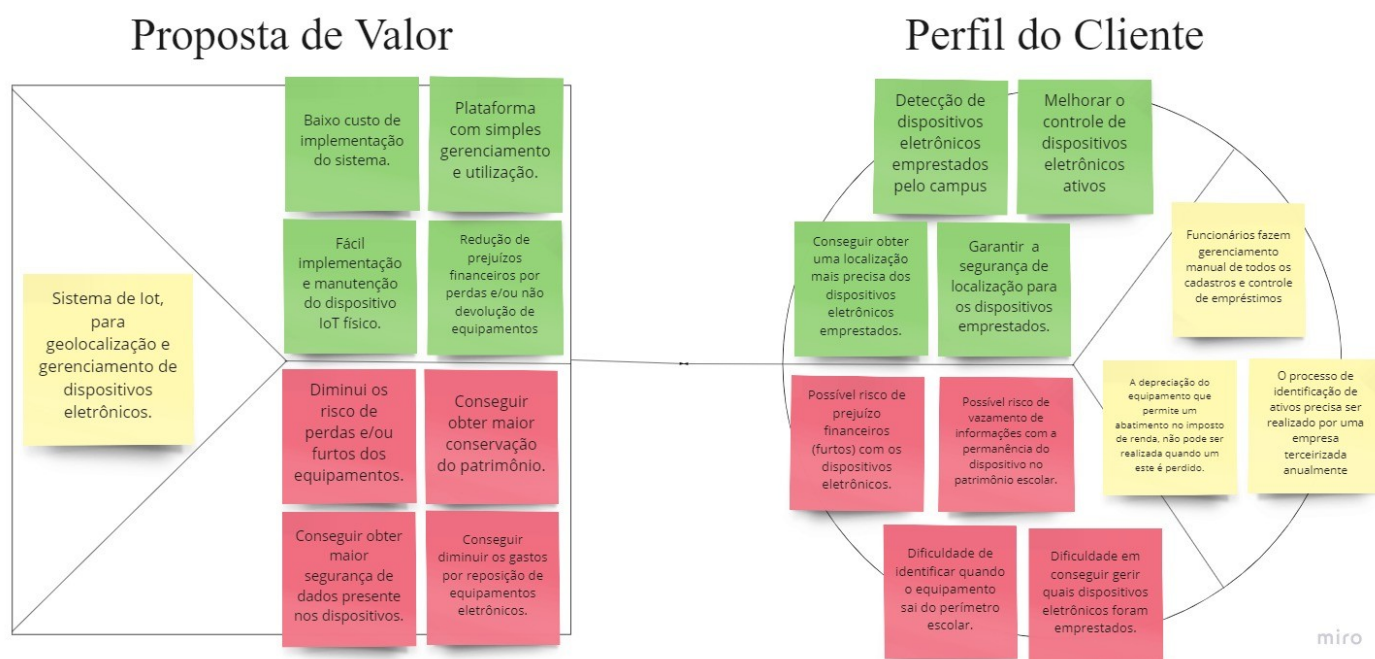 Proposta de Valor
Baixo custo de
implementação
do sistema.
Plataforma
com simples
gerenciamento
e utilização.
Fácil
implementação
e manutenção
do dispositivo
IoT físico.
Redução de
prejuízos
financeiros por
perdas e/ou não
devolução de
equipamentos
Sistema de Iot,
para
geolocalização e
gerenciamento de
dispositivos
eletrônicos.
Diminui os
risco de
perdas e/ou
furtos dos
equipamentos.
Conseguir
obter maior
conservação
do patrimônio.
Conseguir obter
maior
segurança de
dados presente
nos dispositivos.
Conseguir
diminuir os gastos
por reposição de
equipamentos
eletrônicos.
Perfil do Cliente
Detecção de
dispositivos
eletrônicos
emprestados
pelo campus
Melhorar o
controle de
dispositivos
eletrônicos
ativos
Conseguir obter
uma localização
mais precisa dos
dispositivos
eletrônicos
emprestados.
Garantir a
segurança de
localização para
os dispositivos
emprestados.
Funcionários fazem
gerenciamento
manual de todos os
cadastros e controle
de empréstimos
A depreciação do
equipamento que
permite um
abatimento no imposto
de renda, não pode ser
realizada quando um
este é perdido.
O processo de
identificação de
ativos precisa ser
realizado por uma
empresa
terceirizada
anualmente
Possível risco de
prejuízo
financeiros
(furtos) com os
dispositivos
eletrônicos.
Possível risco de
vazamento de
informações com a
permanência do
dispositivo no
patrimônio escolar.
Dificuldade de
identificar quando
o equipamento
sai do perímetro
escolar.
Dificuldade em
conseguir gerir
quais dispositivos
eletrônicos foram
emprestados.
miro